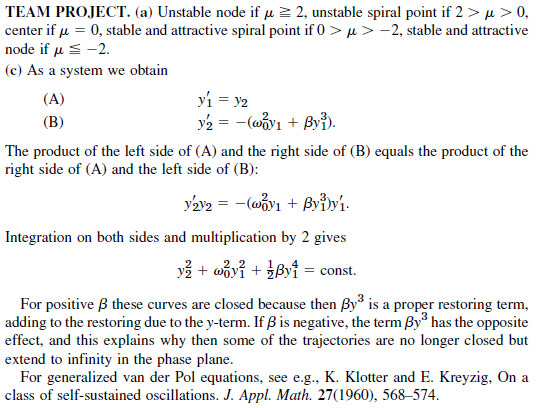 TEAM PROJECT. (a) Unstable node if μ ≧ 2, unstable spiral point if 2 > μ > 0,
center if μ = 0, stable and attractive spiral point if 0 > μ > −2, stable and attractive
node if μ ≦ −2.
(c) As a system we obtain
(A) y₁′ = y₂
(B) y₂′ = −(ω₀²y₁ + βy₁³).
The product of the left side of (A) and the right side of (B) equals the product of the
right side of (A) and the left side of (B):
y₂′y₂ = −(ω₀²y₁ + βy₁³)y₁′.
Integration on both sides and multiplication by 2 gives
y₂² + ω₀²y₁² + ½βy₁⁴ = const.
For positive β these curves are closed because then βy³ is a proper restoring term,
adding to the restoring due to the y-term. If β is negative, the term βy³ has the opposite
effect, and this explains why then some of the trajectories are no longer closed but
extend to infinity in the phase plane.
For generalized van der Pol equations, see e.g., K. Klotter and E. Kreyzig, On a
class of self-sustained oscillations. J. Appl. Math. 27(1960), 568–574.